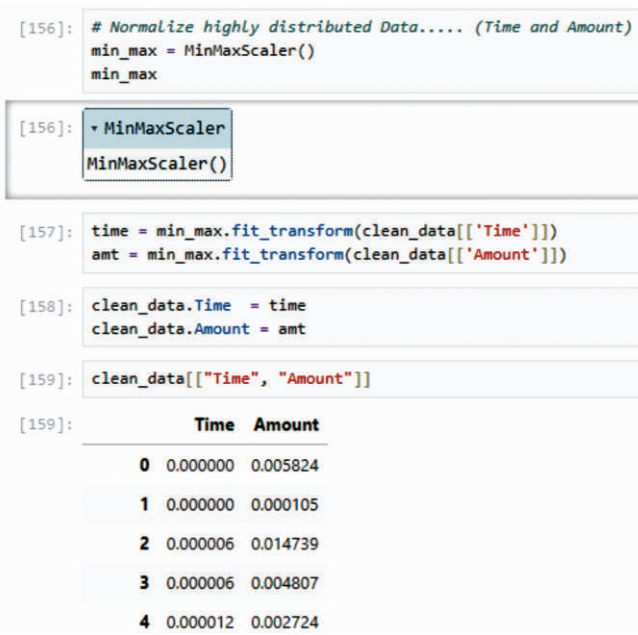 [156]: # Normalize highly distributed Data..... (Time and Amount)
min_max = MinMaxScaler()
min_max
[156]: ▾ MinMaxScaler
MinMaxScaler()
[157]: time = min_max.fit_transform(clean_data[['Time']])
amt = min_max.fit_transform(clean_data[['Amount']])
[158]: clean_data.Time  = time
clean_data.Amount = amt
[159]: clean_data[["Time", "Amount"]]
[159]:
Time Amount
0 0.000000 0.005824
1 0.000000 0.000105
2 0.000006 0.014739
3 0.000006 0.004807
4 0.000012 0.002724